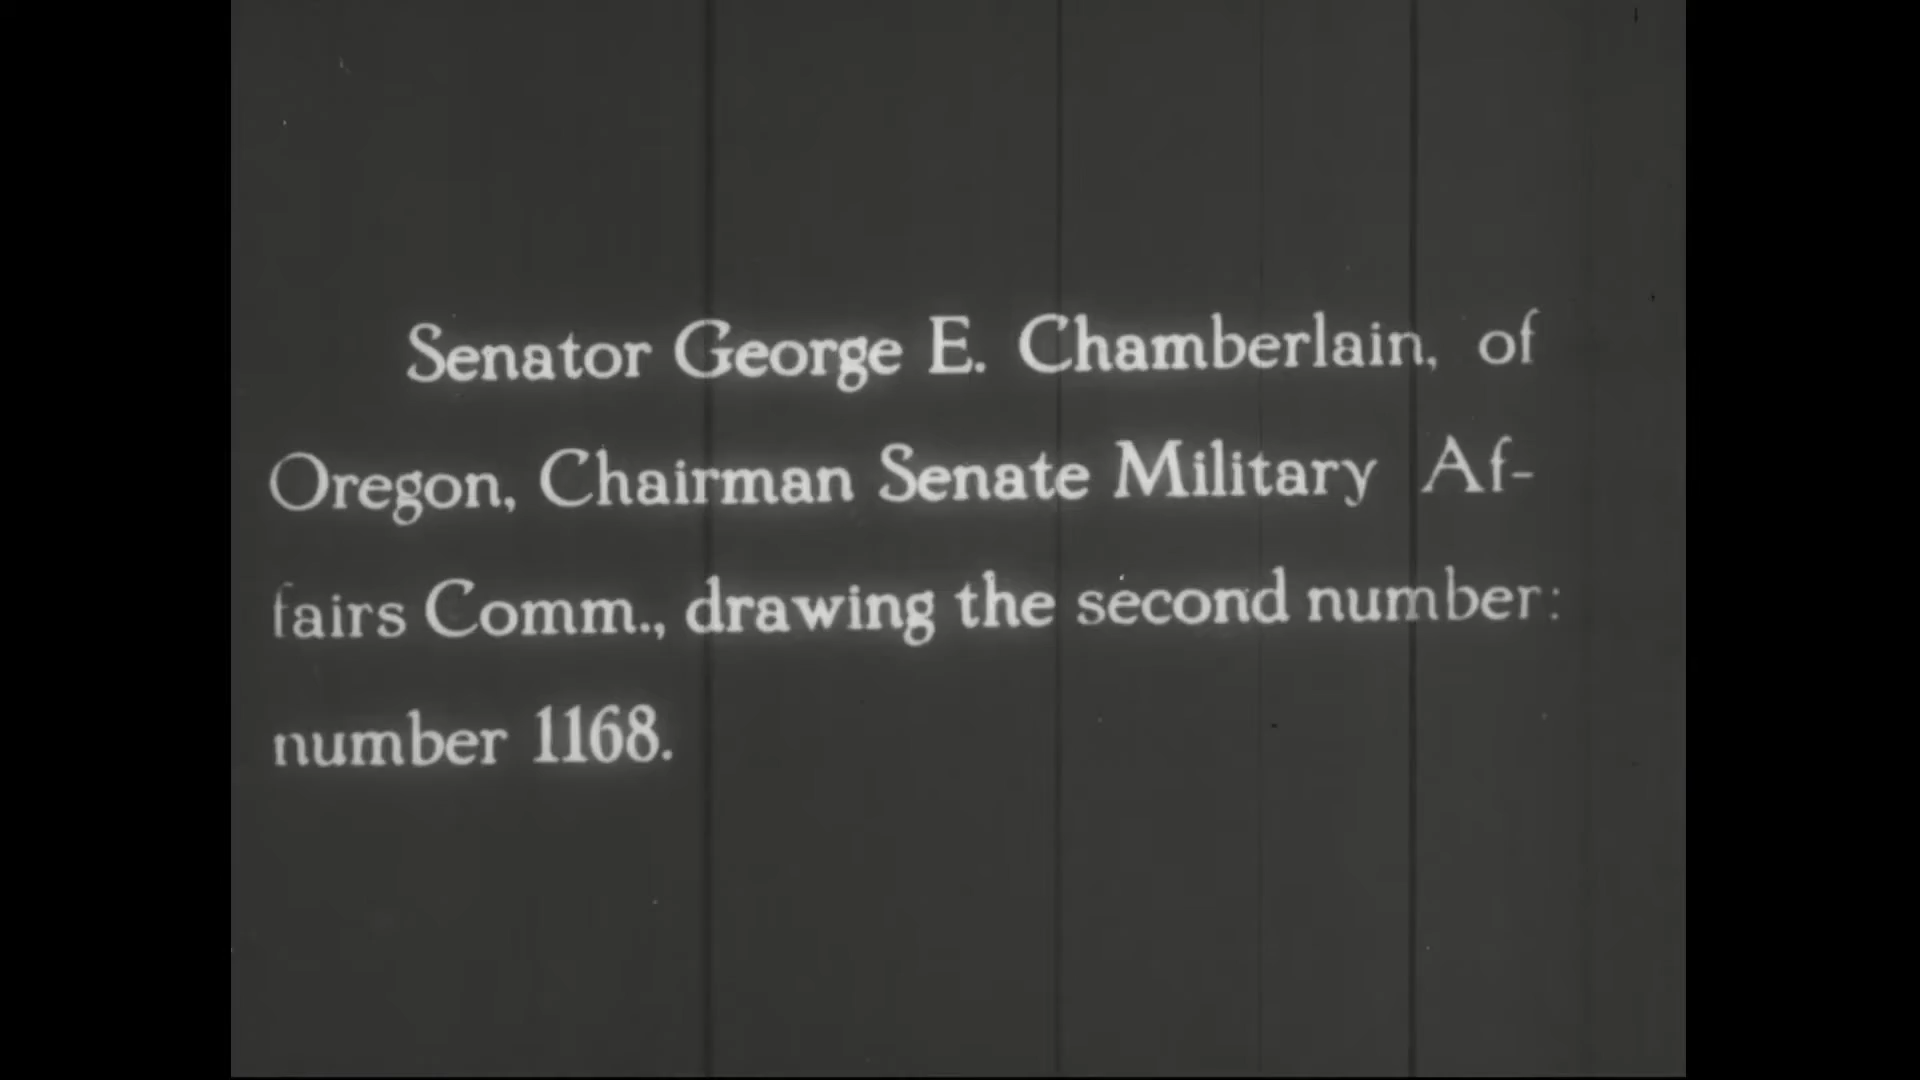 Senator George E. Chamberlain, of
Oregon, Chairman Senate Military Af-
fairs Comm., drawing the second number:
number 1168.